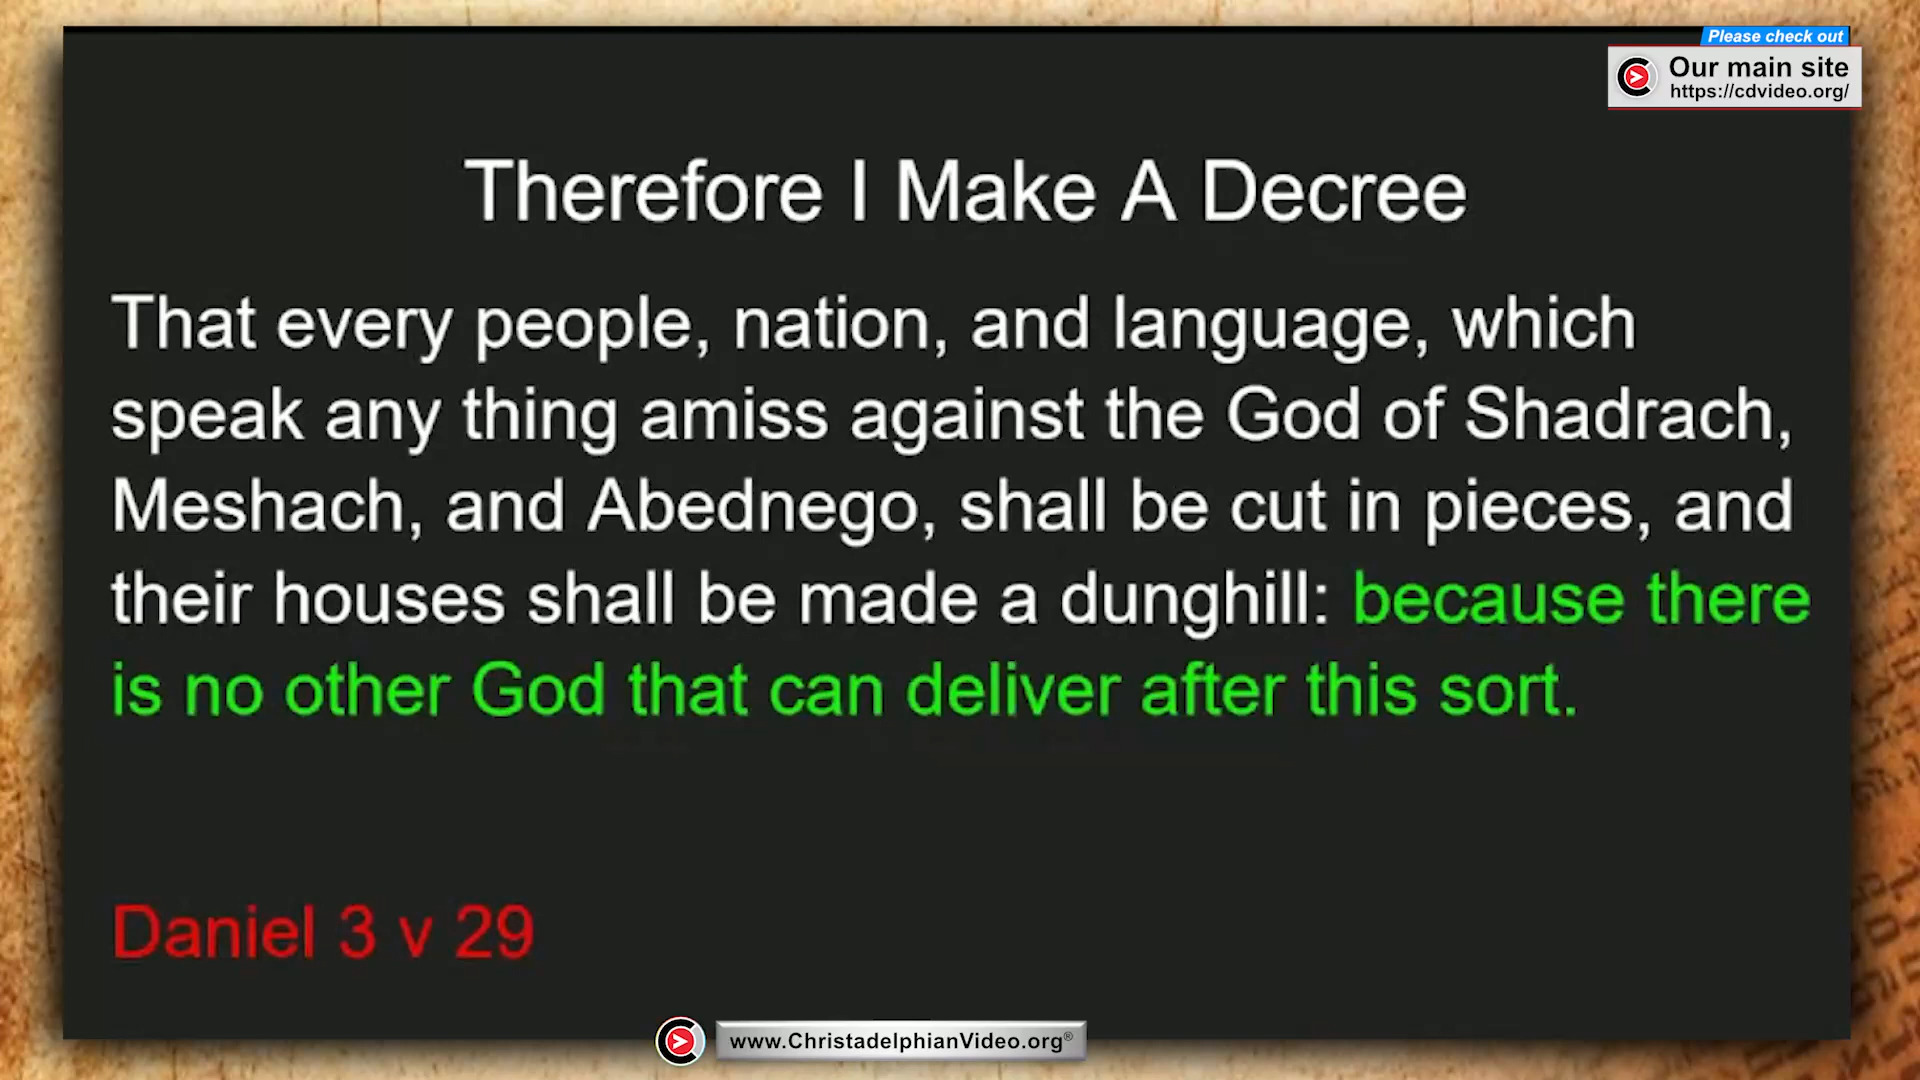 Please check out
Our main site
https://cdvideo.org/
Therefore I Make A Decree
That every people, nation, and language, which
speak any thing amiss against the God of Shadrach,
Meshach, and Abednego, shall be cut in pieces, and
their houses shall be made a dunghill: because there
is no other God that can deliver after this sort.
Daniel 3 v 29
www.ChristadelphianVideo.org®